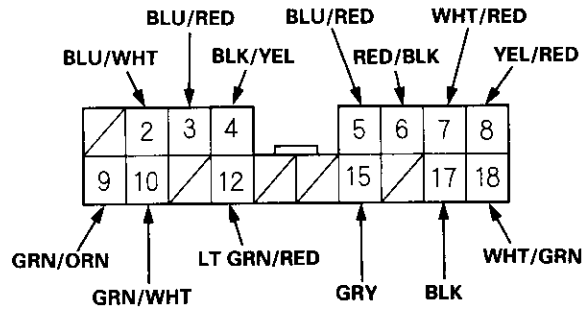 BLU/RED BLU/RED WHT/RED
BLU/WHT BLK/YEL RED/BLK YEL/RED
2 3 4 5 6 7 8
9 10 12 15 17 18
GRN/ORN LT GRN/RED WHT/GRN
GRN/WHT GRY BLK